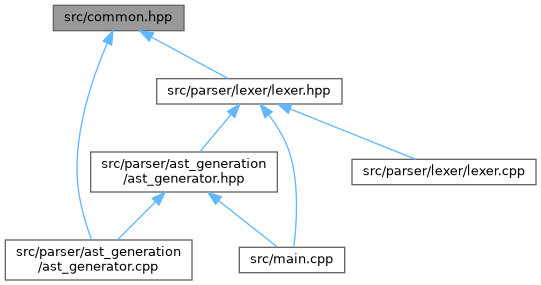 src/common.hpp
src/parser/lexer/lexer.hpp
src/parser/ast_generation
/ast_generator.hpp
src/parser/lexer/lexer.cpp
src/parser/ast_generation
/ast_generator.cpp
src/main.cpp